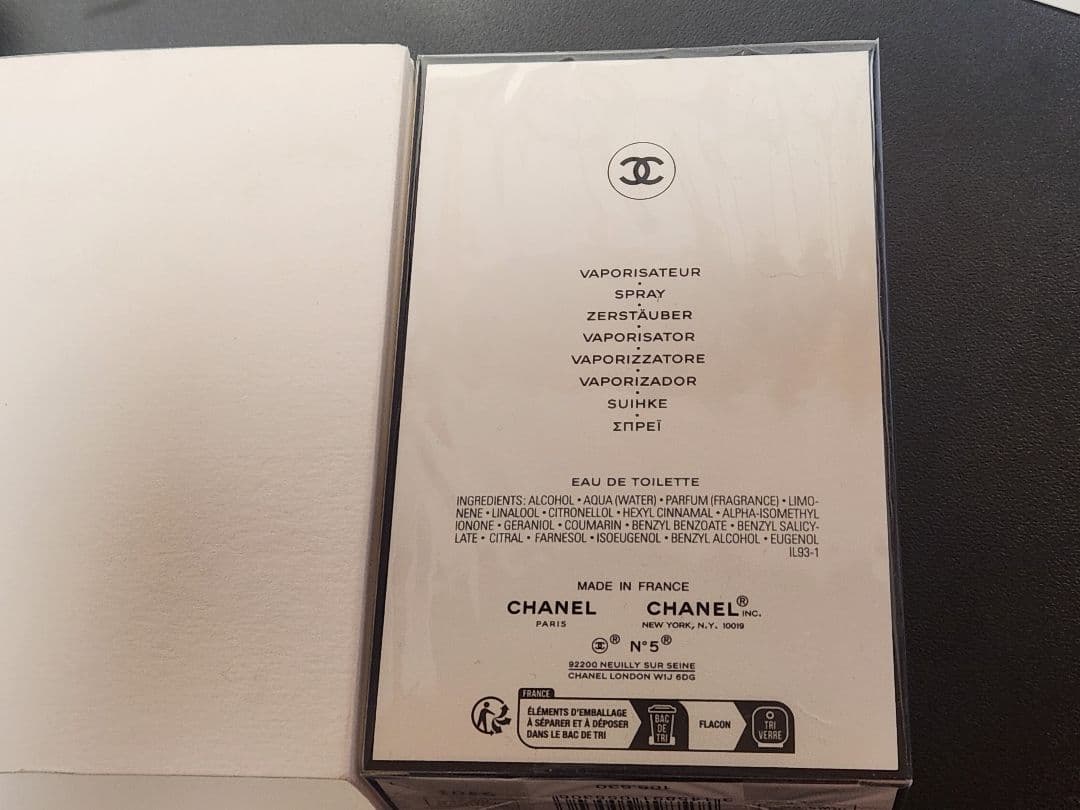 VAPORISATEUR
SPRAY
ZERSTÄUBER
VAPORISATOR
VAPORIZZATORE
VAPORIZADOR
SUIHKE
ΣΠΡΕΪ
EAU DE TOILETTE
INGREDIENTS: ALCOHOL • AQUA (WATER) • PARFUM (FRAGRANCE) • LIMO-
NENE • LINALOOL • CITRONELLOL • HEXYL CINNAMAL • ALPHA-ISOMETHYL
IONONE • GERANIOL • COUMARIN • BENZYL BENZOATE • BENZYL SALICY-
LATE • CITRAL • FARNESOL • ISOEUGENOL • BENZYL ALCOHOL • EUGENOL
IL93-1
MADE IN FRANCE
CHANEL CHANEL® INC.
PARIS NEW YORK, N.Y. 10019
® N°5®
92200 NEUILLY SUR SEINE
CHANEL LONDON W1J 6DG
FRANCE
ÉLÉMENTS D'EMBALLAGE
À SÉPARER ET À DÉPOSER
DANS LE BAC DE TRI
BAC
DE
TRI
FLACON
TRI
VERRE